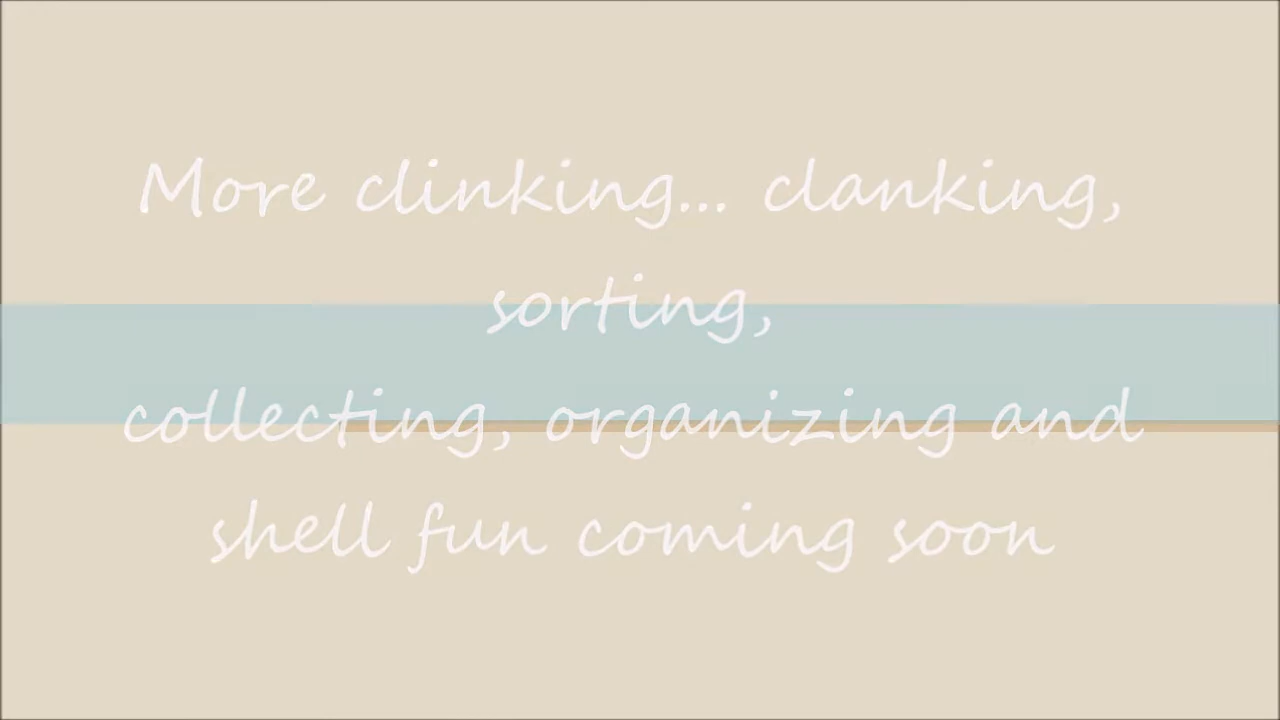 More clinking... clanking,
sorting,
collecting, organizing and
shell fun coming soon